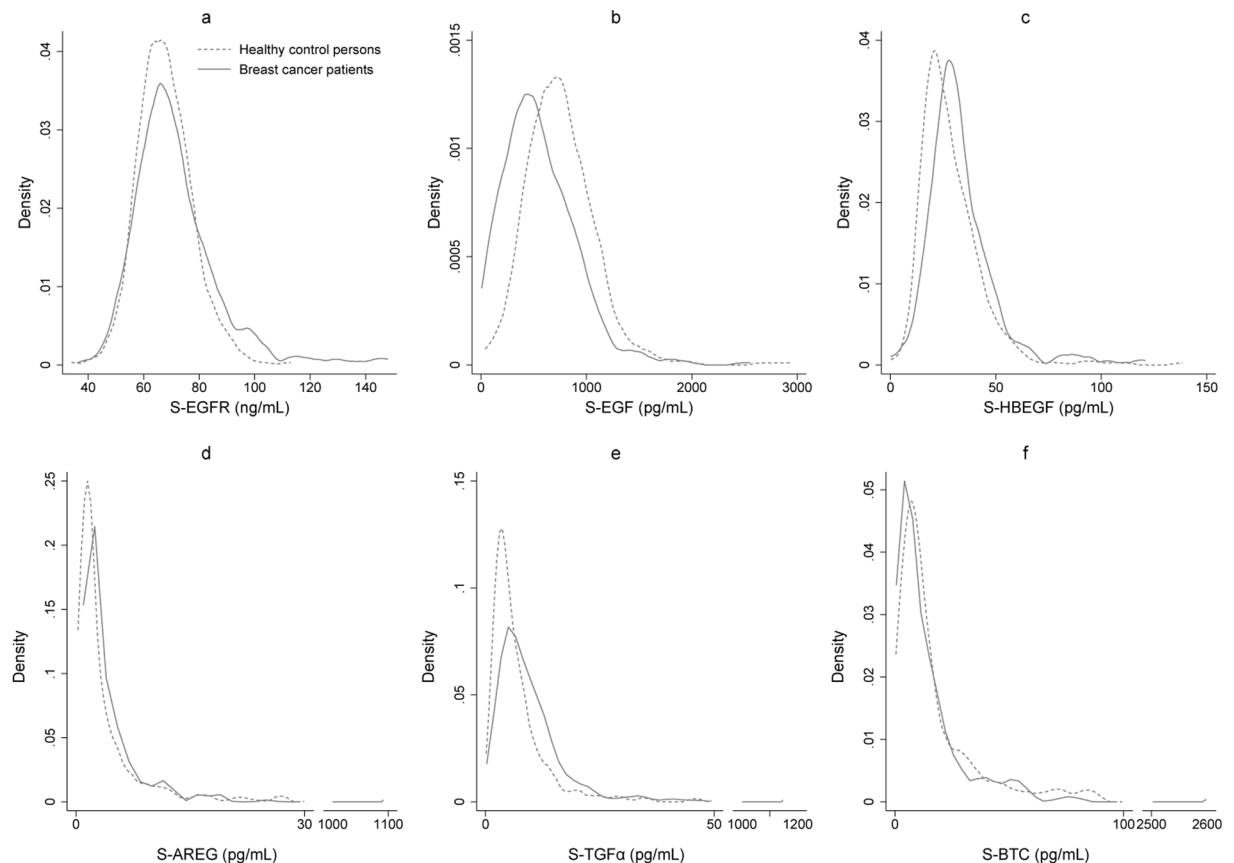 a
Healthy control persons
Breast cancer patients
Density
0
.01
.02
.03
.04
40
60
80
100
120
140
S-EGFR (ng/mL)
b
Density
0
.0005
.001
.0015
0
1000
2000
3000
S-EGF (pg/mL)
c
Density
0
.01
.02
.03
.04
0
50
100
150
S-HBEGF (pg/mL)
d
Density
0
.05
.1
.15
.2
.25
0
30
1000
1100
S-AREG (pg/mL)
e
Density
0
.05
.1
.15
0
50
1000
1200
S-TGFα (pg/mL)
f
Density
0
.01
.02
.03
.04
.05
0
100
2500
2600
S-BTC (pg/mL)